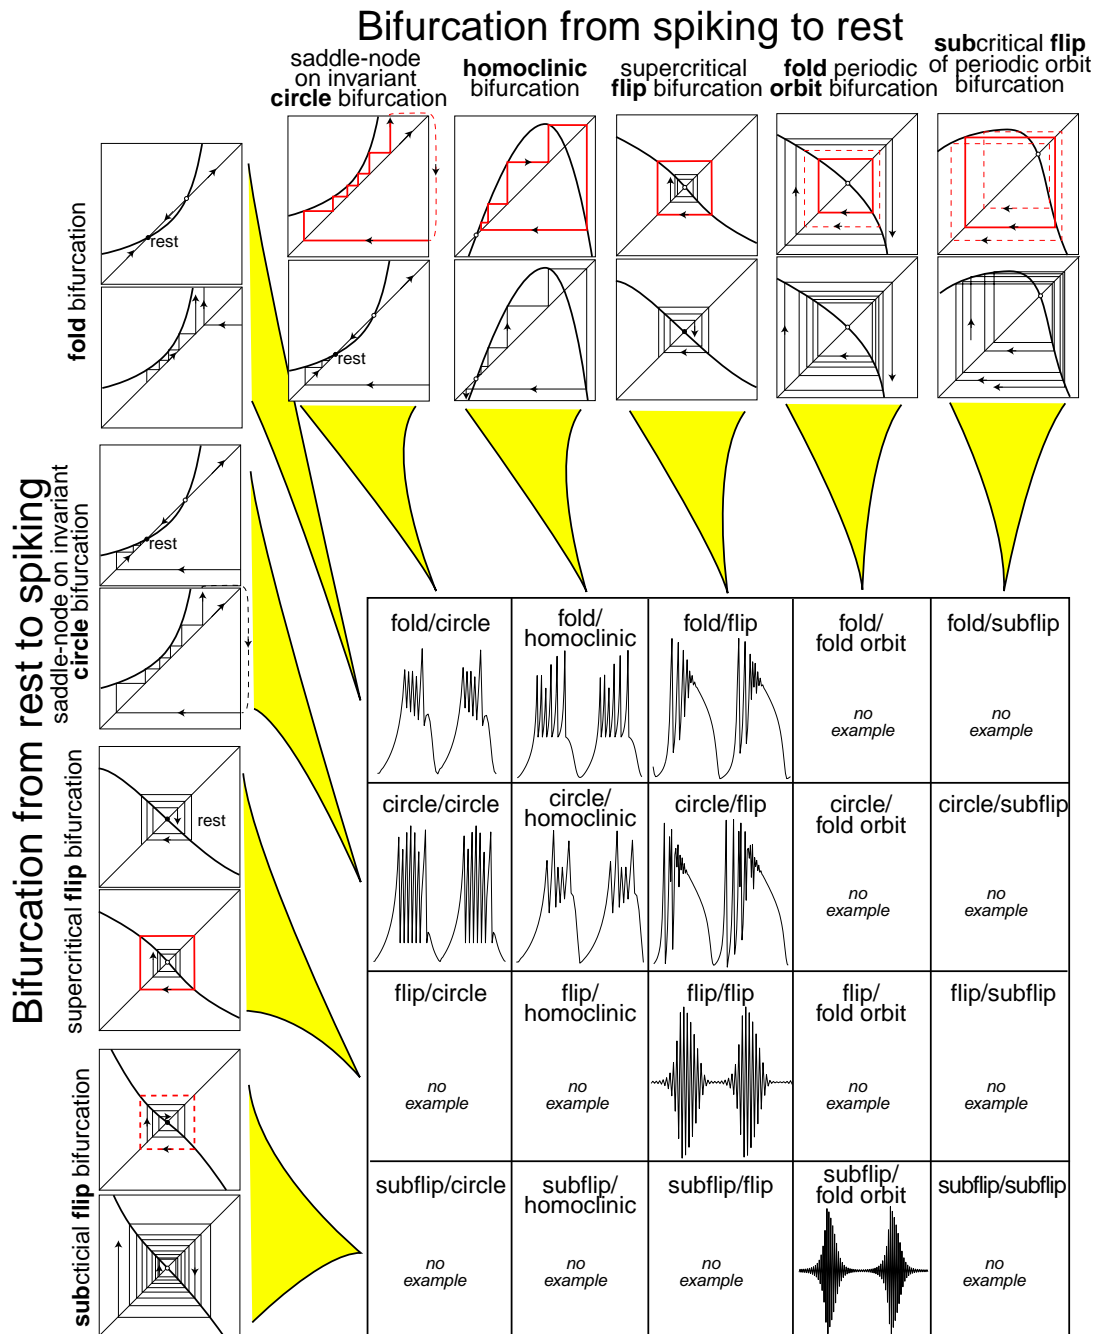 Bifurcation from spiking to rest
saddle-node
on invariant
circle bifurcation
homoclinic
bifurcation
supercritical
flip bifurcation
fold periodic
orbit bifurcation
subcritical flip
of periodic orbit
bifurcation
Bifurcation from rest to spiking
fold bifurcation
rest
rest
saddle-node on invariant
circle bifurcation
rest
supercritical flip bifurcation
rest
subcticial flip bifurcation
fold/circle
fold/
homoclinic
fold/flip
fold/
fold orbit
no
example
fold/subflip
no
example
circle/circle
circle/
homoclinic
circle/flip
circle/
fold orbit
no
example
circle/subflip
no
example
flip/circle
no
example
flip/
homoclinic
no
example
flip/flip
flip/
fold orbit
no
example
flip/subflip
no
example
subflip/circle
no
example
subflip/
homoclinic
no
example
subflip/flip
no
example
subflip/
fold orbit
subflip/subflip
no
example